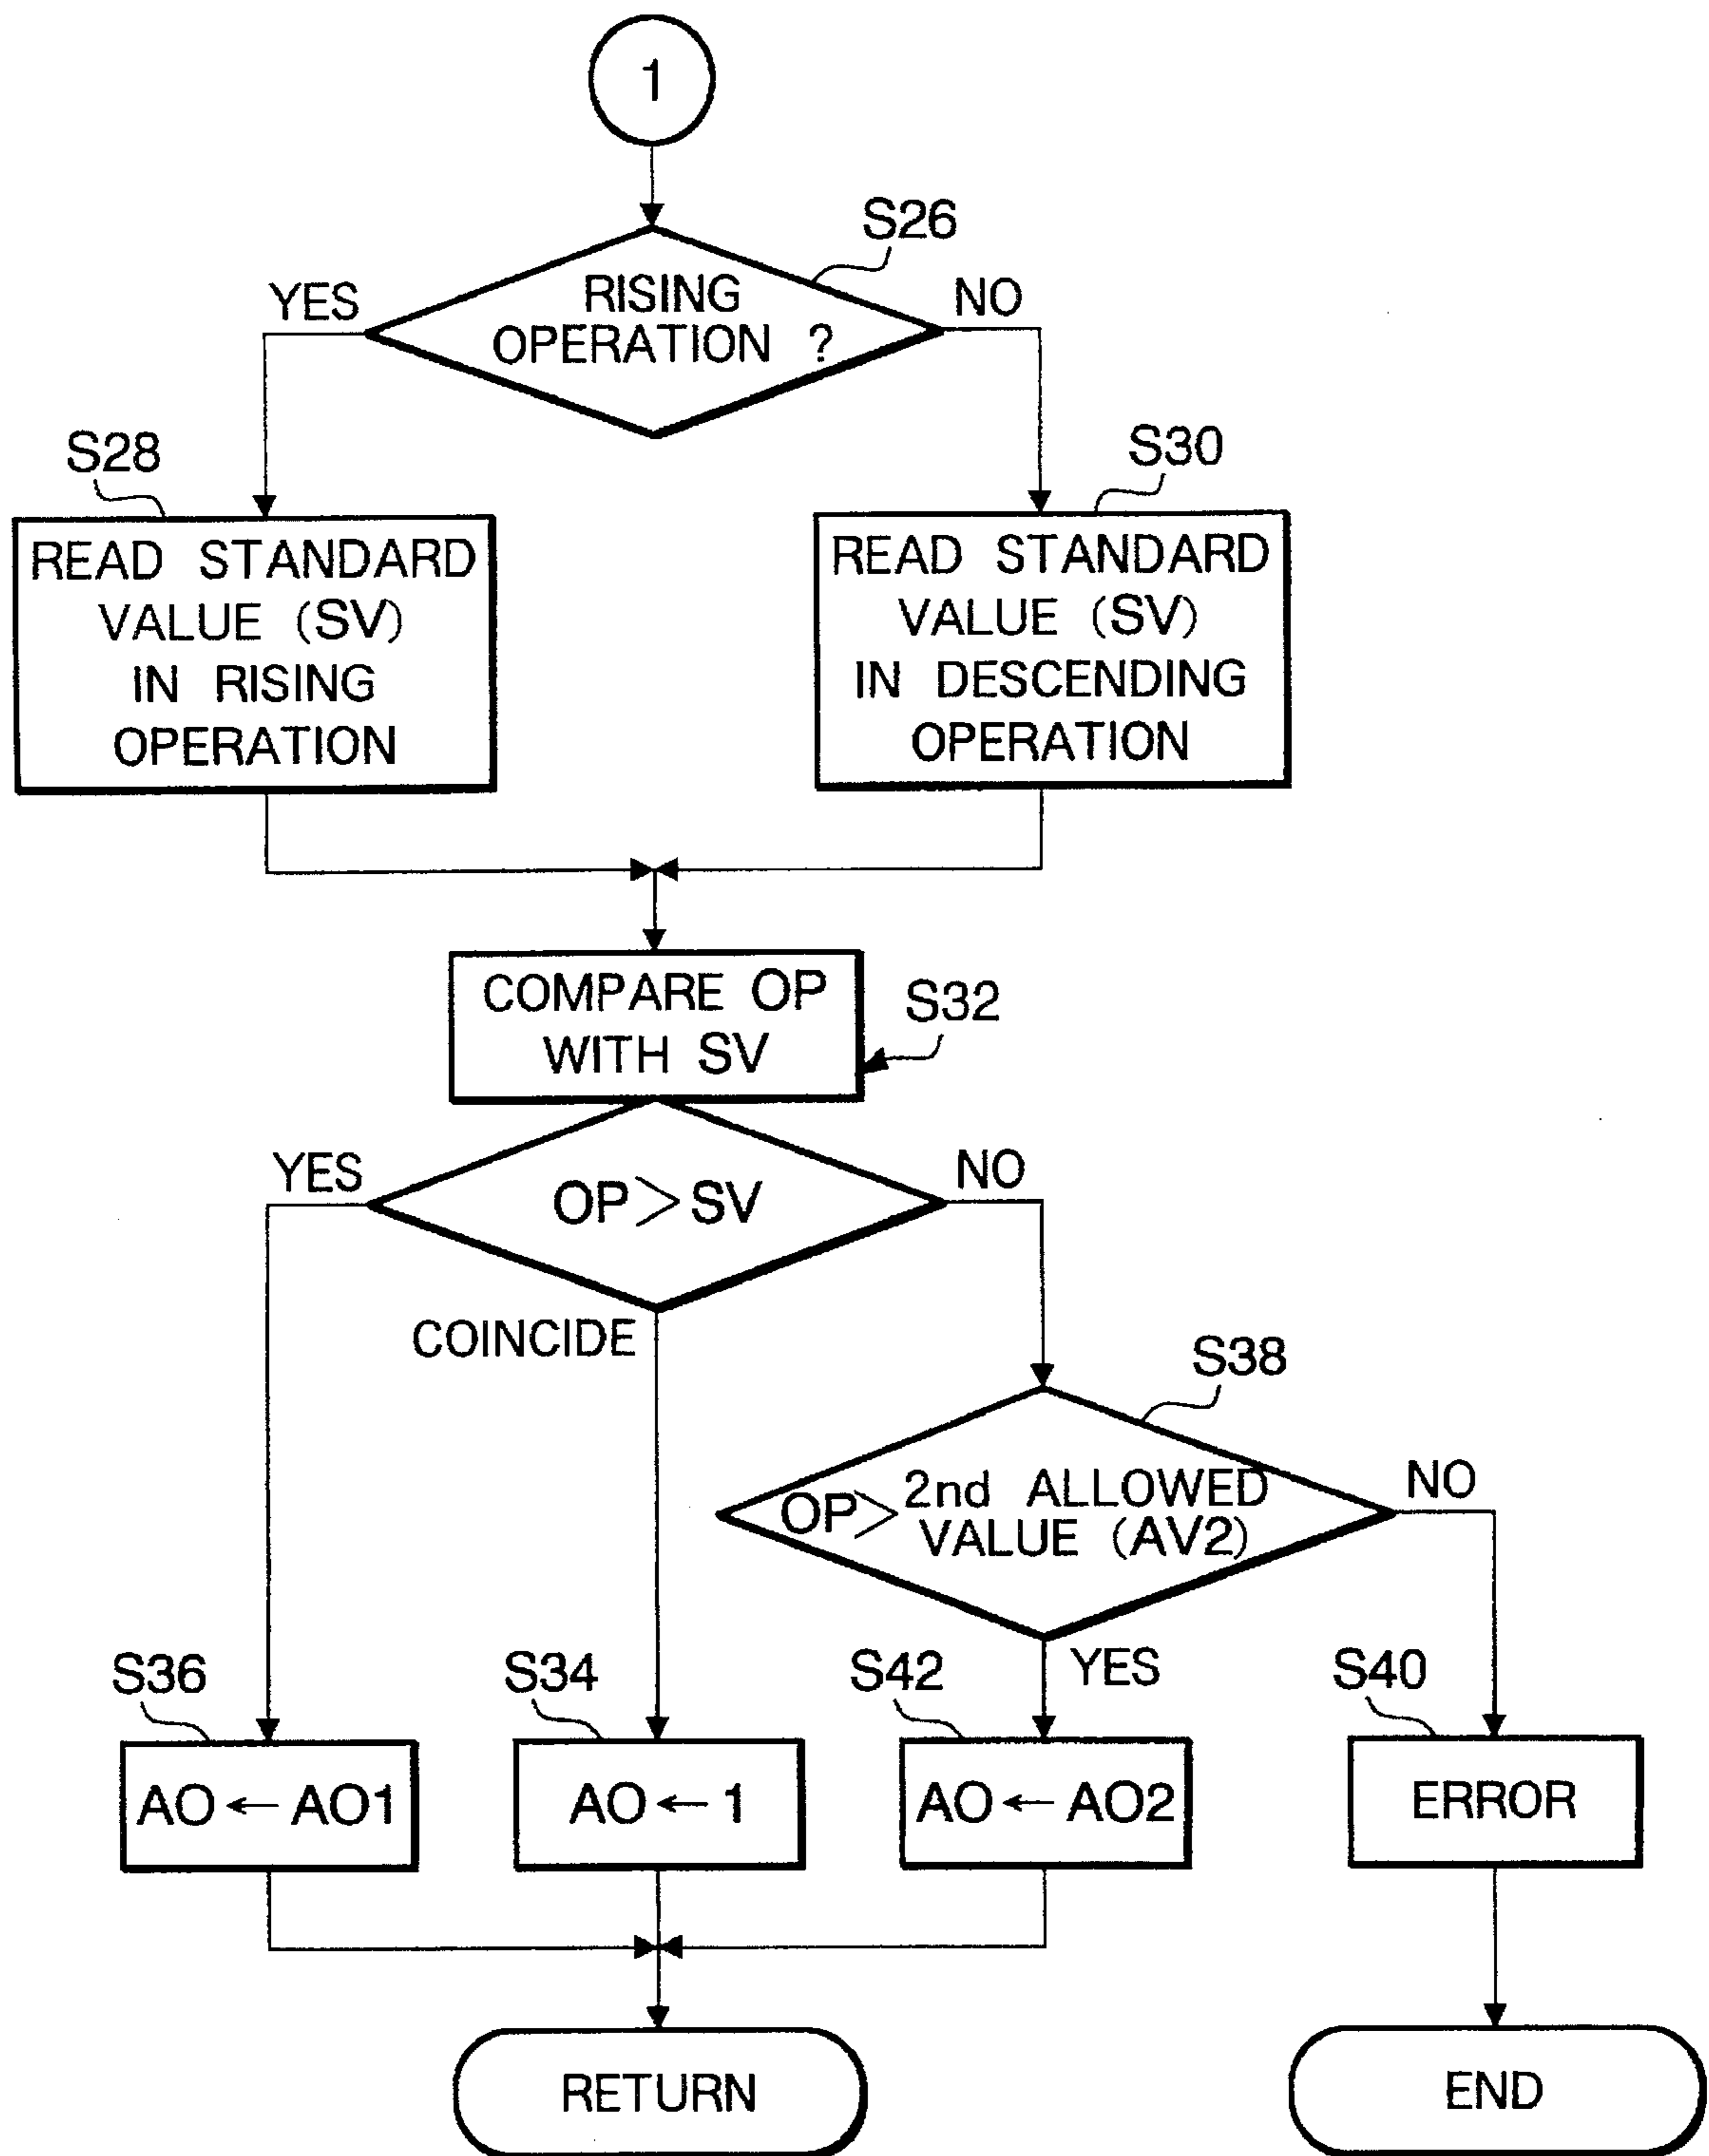 1
S26
YES
RISING
OPERATION ?
NO
S28
READ STANDARD
VALUE (SV)
IN RISING
OPERATION
S30
READ STANDARD
VALUE (SV)
IN DESCENDING
OPERATION
COMPARE OP
WITH SV
S32
YES
OP>SV
NO
COINCIDE
S38
OP> 2nd ALLOWED
VALUE (AV2)
NO
YES
S36
AO ← AO1
S34
AO ← 1
S42
AO ← AO2
S40
ERROR
RETURN
END